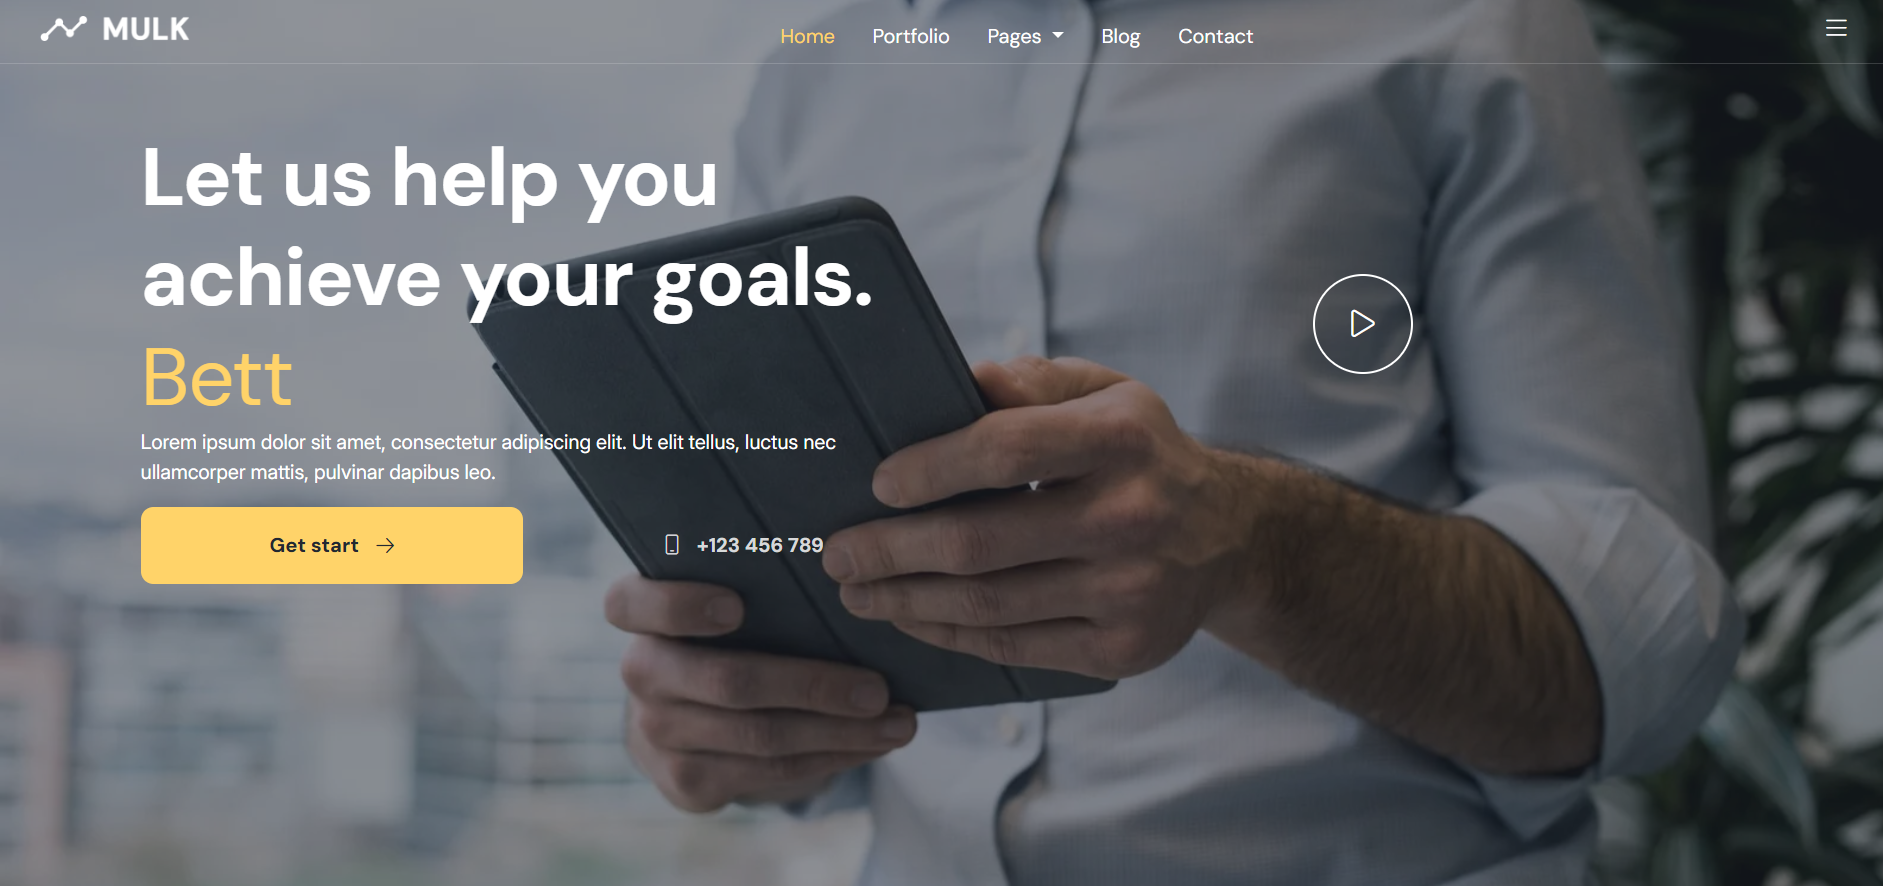 MULK
Home Portfolio Pages Blog Contact
Let us help you
achieve your goals.
Bett
Lorem ipsum dolor sit amet, consectetur adipiscing elit. Ut elit tellus, luctus nec
ullamcorper mattis, pulvinar dapibus leo.
Get start
+123 456 789